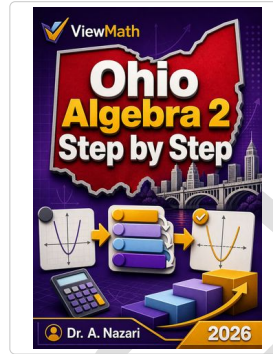 ViewMath
Ohio
Algebra 2
Step by Step
Dr. A. Nazari
2026